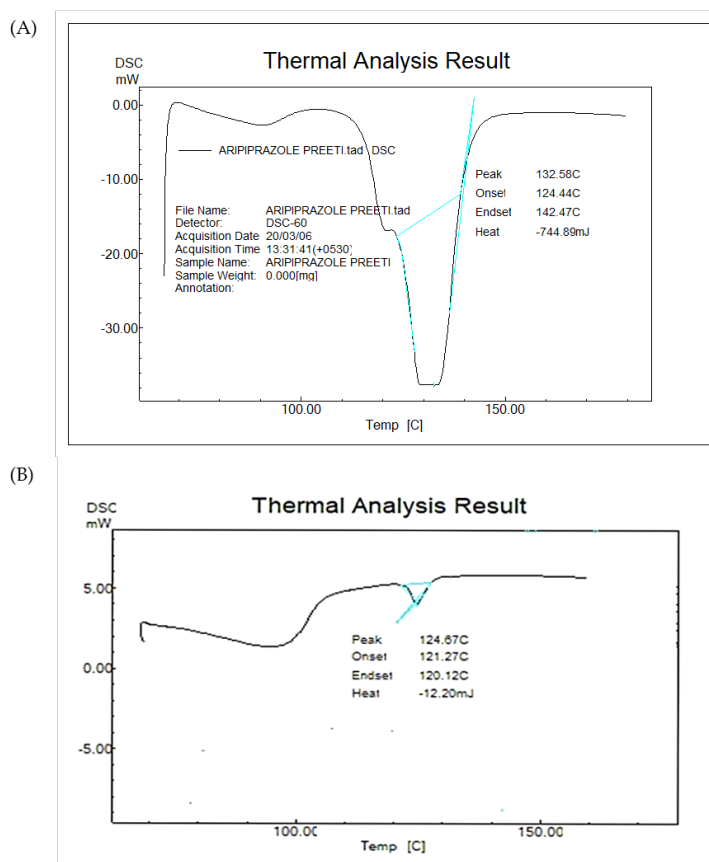 (A)
Thermal Analysis Result
DSC
mW
0.00
-10.00
-20.00
-30.00
ARIPIPRAZOLE PREETI.tad DSC
File Name: ARIPIPRAZOLE PREETI.tad
Detector: DSC-60
Acquisition Date 20/03/06
Acquisition Time 13:31:41(+0530)
Sample Name: ARIPIPRAZOLE PREETI
Sample Weight: 0.000[mg]
Annotation:
Peak 132.58C
Onset 124.44C
Endset 142.47C
Heat -744.89mJ
100.00 150.00
Temp [C]
(B)
Thermal Analysis Result
DSC
mW
5.00
0.00
-5.00
Peak 124.67C
Onset 121.27C
Endset 120.12C
Heat -12.20mJ
100.00 150.00
Temp [C]